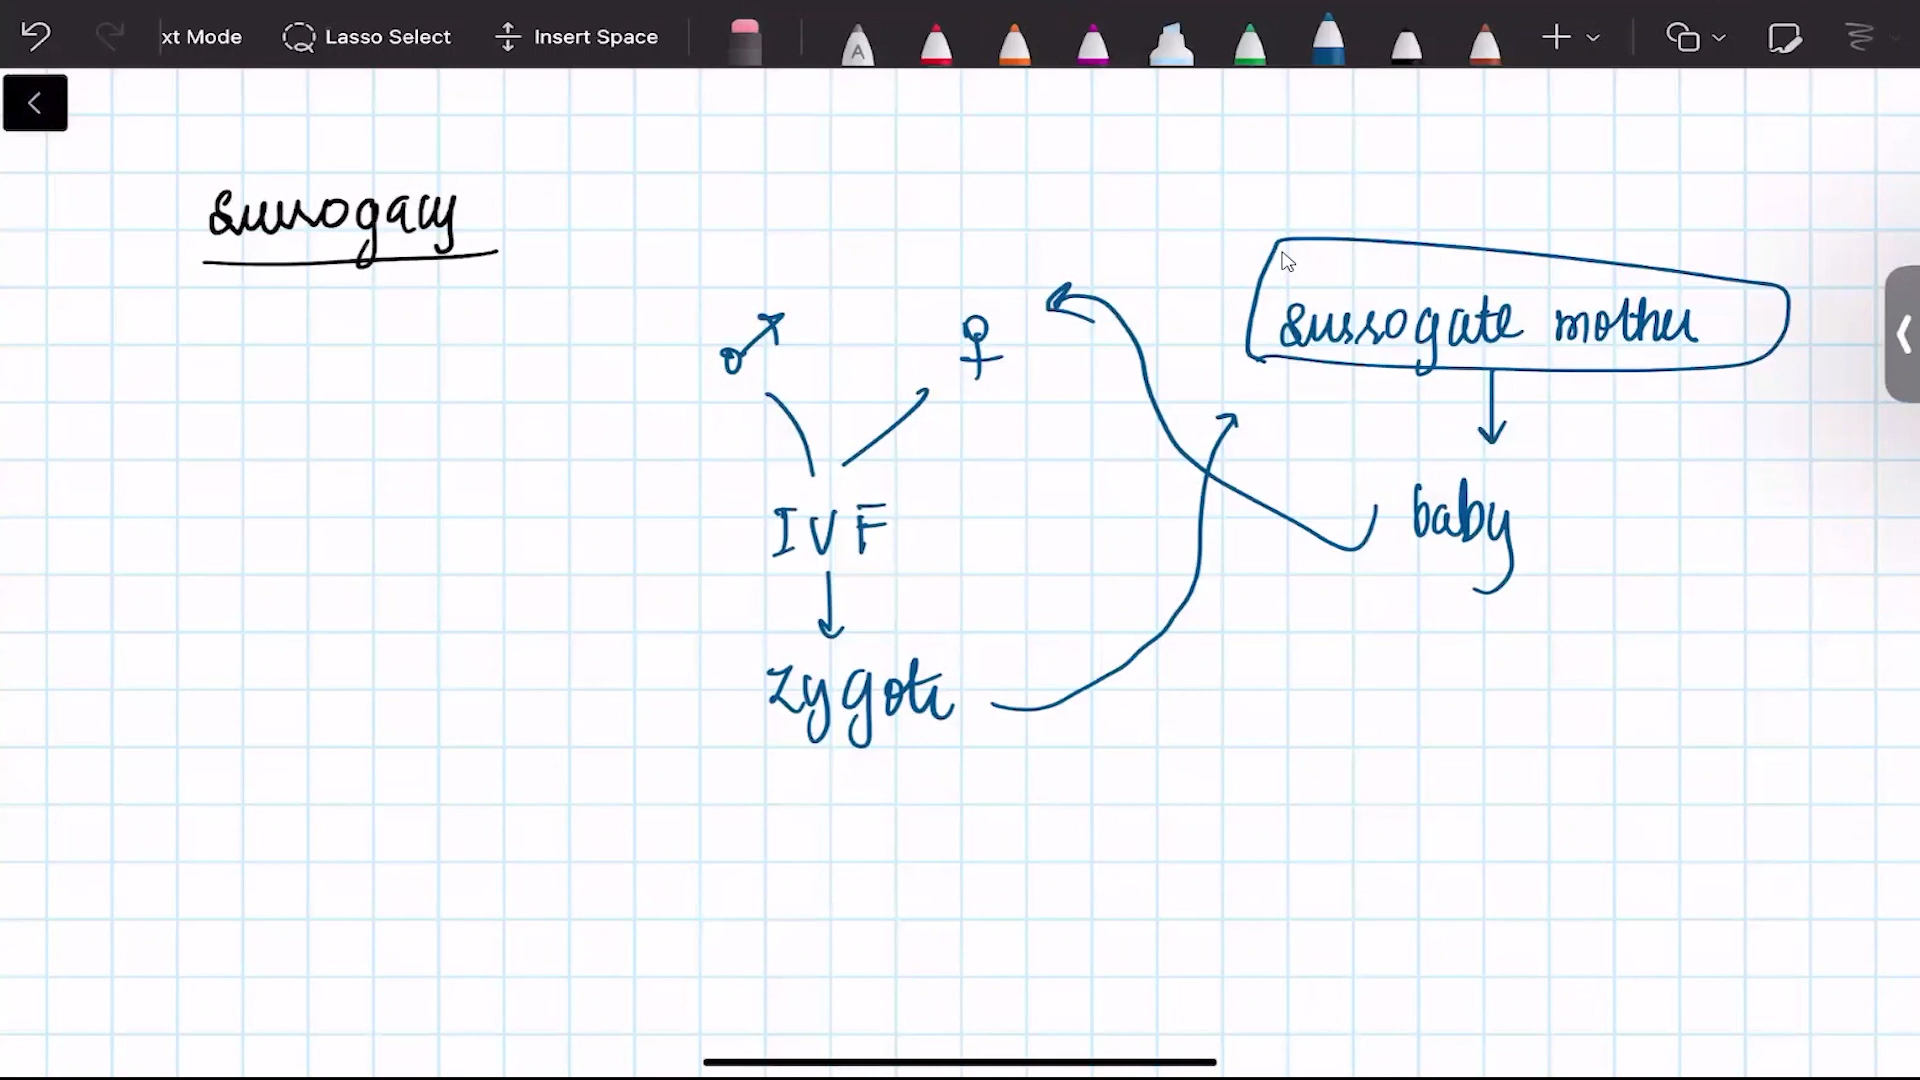 xt Mode
Lasso Select
Insert Space
A
surrogacy
♂ ♀
surrogate mother
IVF
baby
zygote